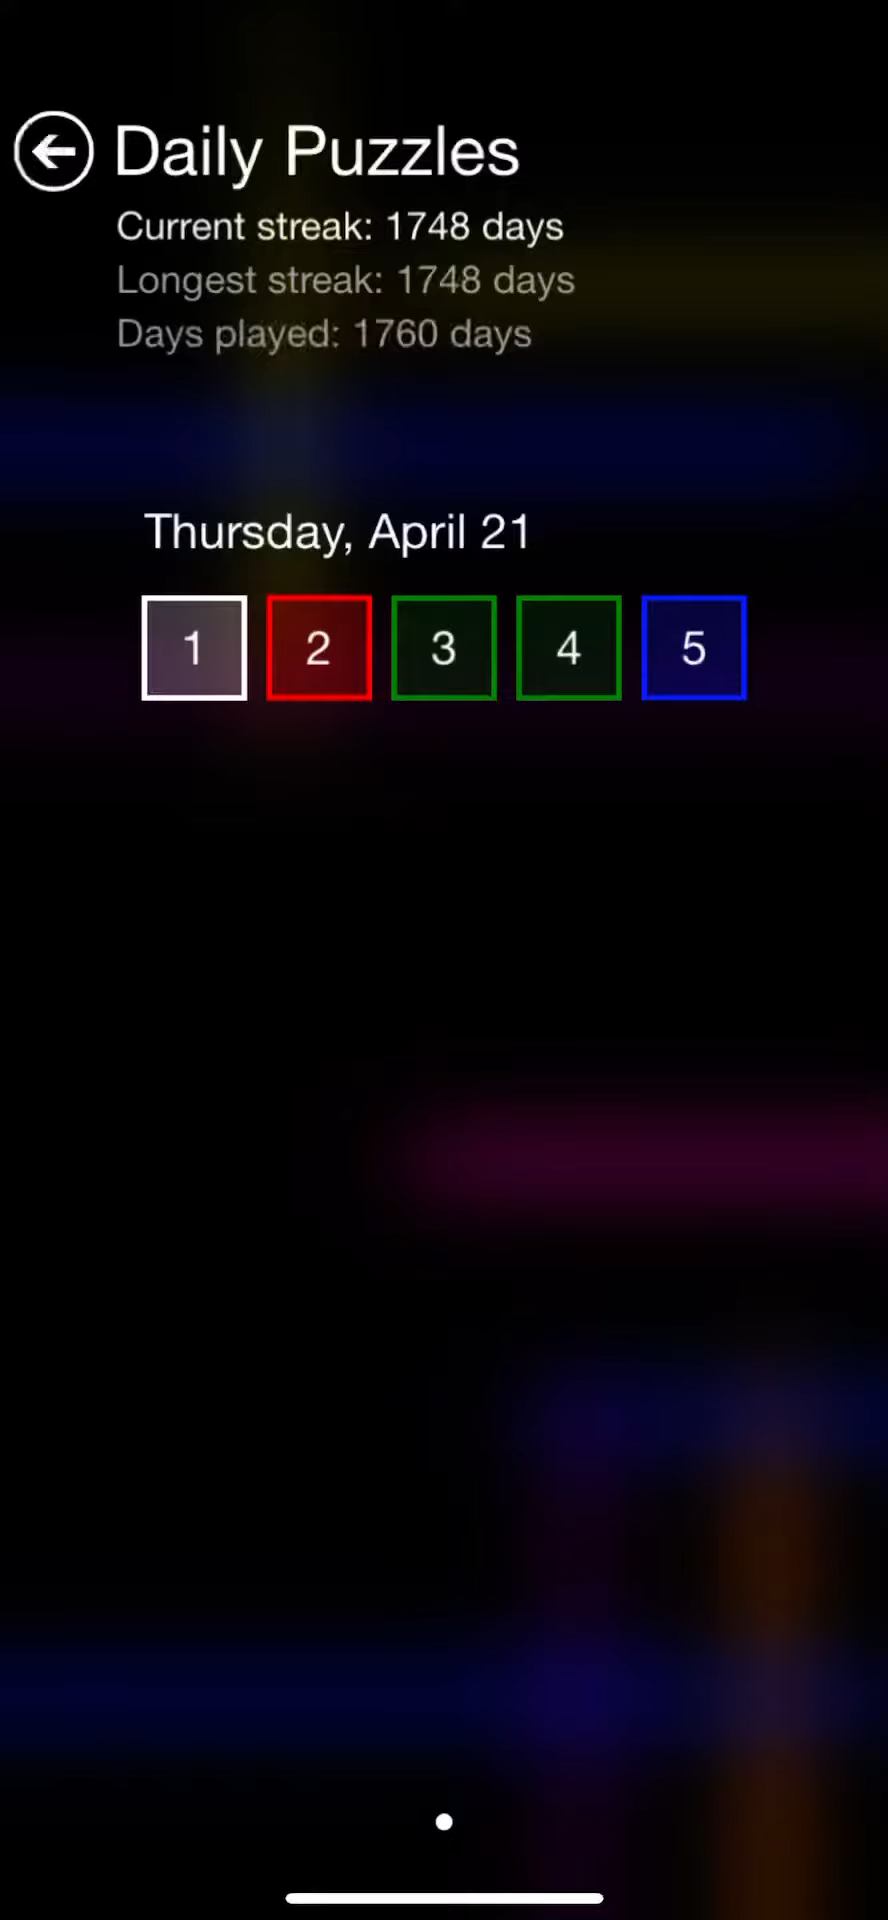 Daily Puzzles
Current streak: 1748 days
Longest streak: 1748 days
Days played: 1760 days
Thursday, April 21
1 2 3 4 5